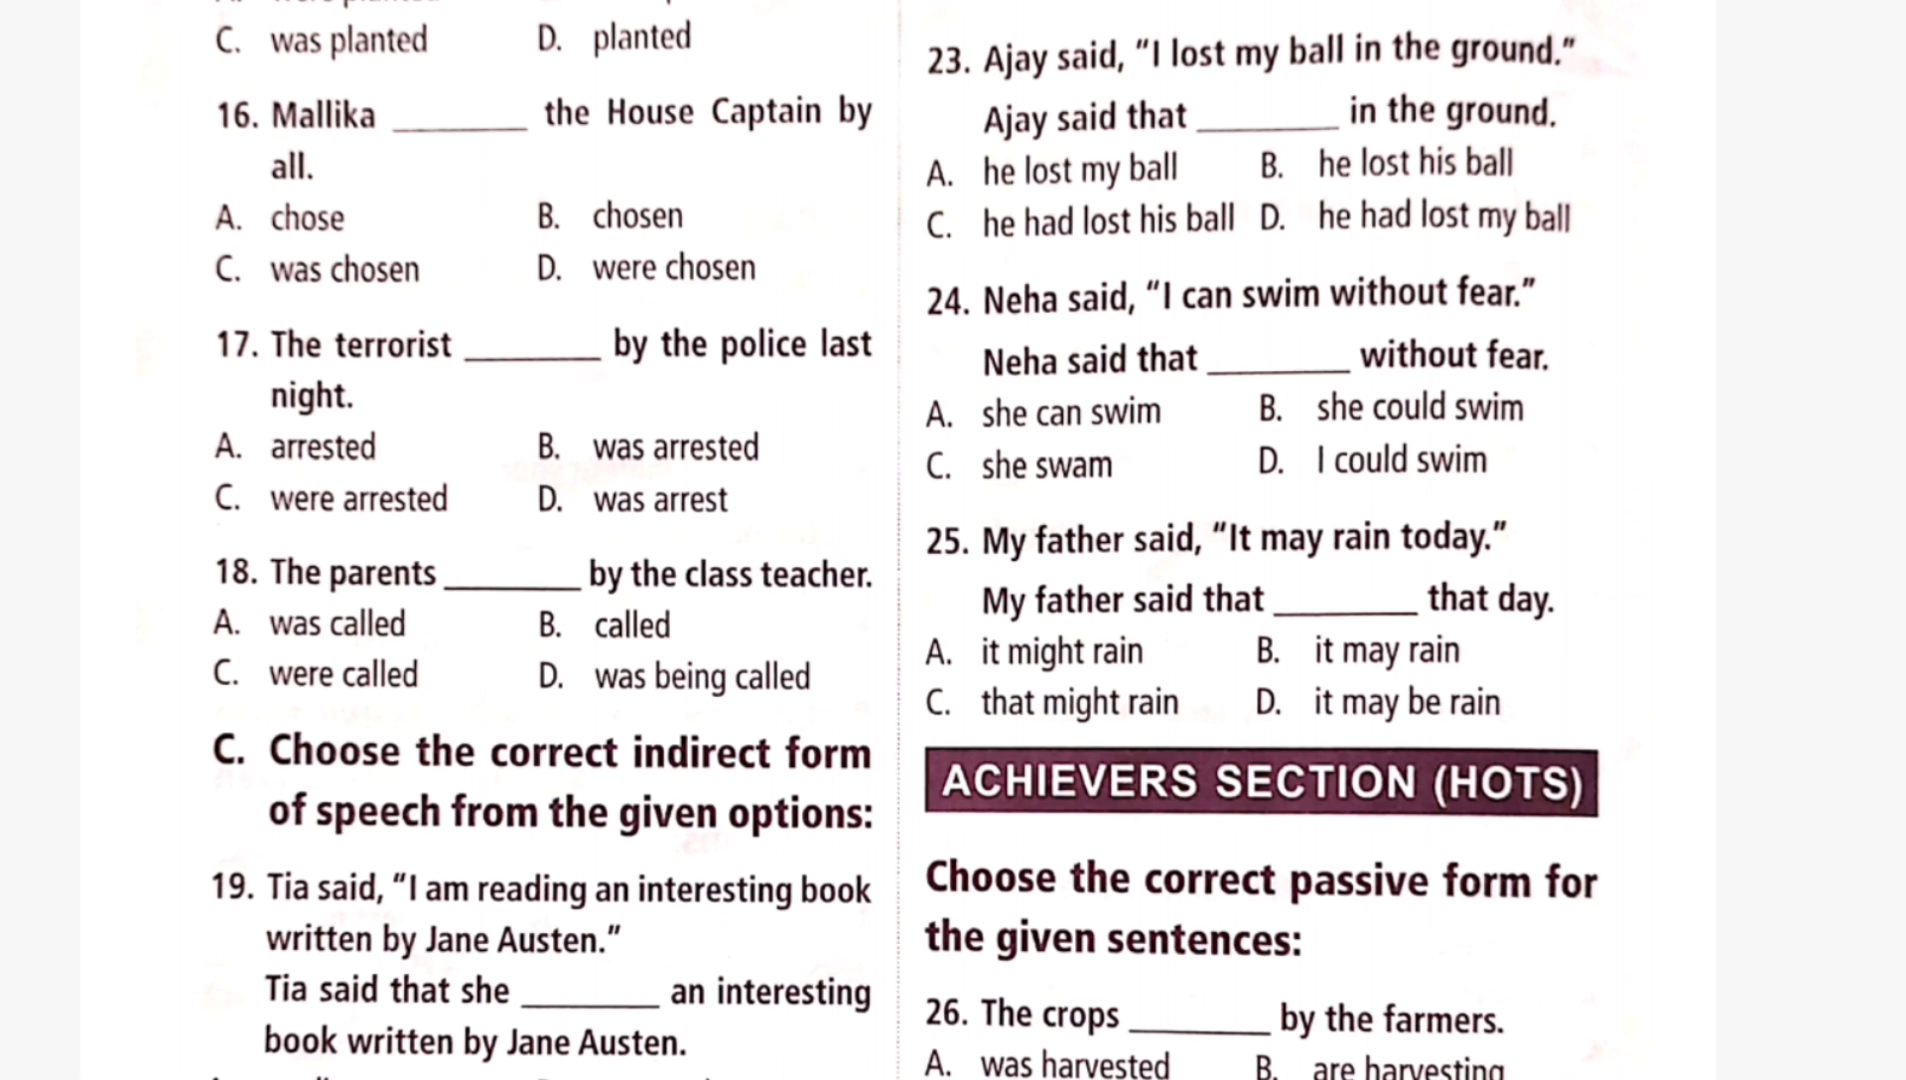 C. was planted D. planted
16. Mallika ________ the House Captain by
all.
A. chose B. chosen
C. was chosen D. were chosen
17. The terrorist ________ by the police last
night.
A. arrested B. was arrested
C. were arrested D. was arrest
18. The parents ________ by the class teacher.
A. was called B. called
C. were called D. was being called
C. Choose the correct indirect form
of speech from the given options:
19. Tia said, “I am reading an interesting book
written by Jane Austen.”
Tia said that she ________ an interesting
book written by Jane Austen.
23. Ajay said, “I lost my ball in the ground.”
Ajay said that ________ in the ground.
A. he lost my ball B. he lost his ball
C. he had lost his ball D. he had lost my ball
24. Neha said, “I can swim without fear.”
Neha said that ________ without fear.
A. she can swim B. she could swim
C. she swam D. I could swim
25. My father said, “It may rain today.”
My father said that ________ that day.
A. it might rain B. it may rain
C. that might rain D. it may be rain
ACHIEVERS SECTION (HOTS)
Choose the correct passive form for
the given sentences:
26. The crops ________ by the farmers.
A. was harvested B. are harvesting